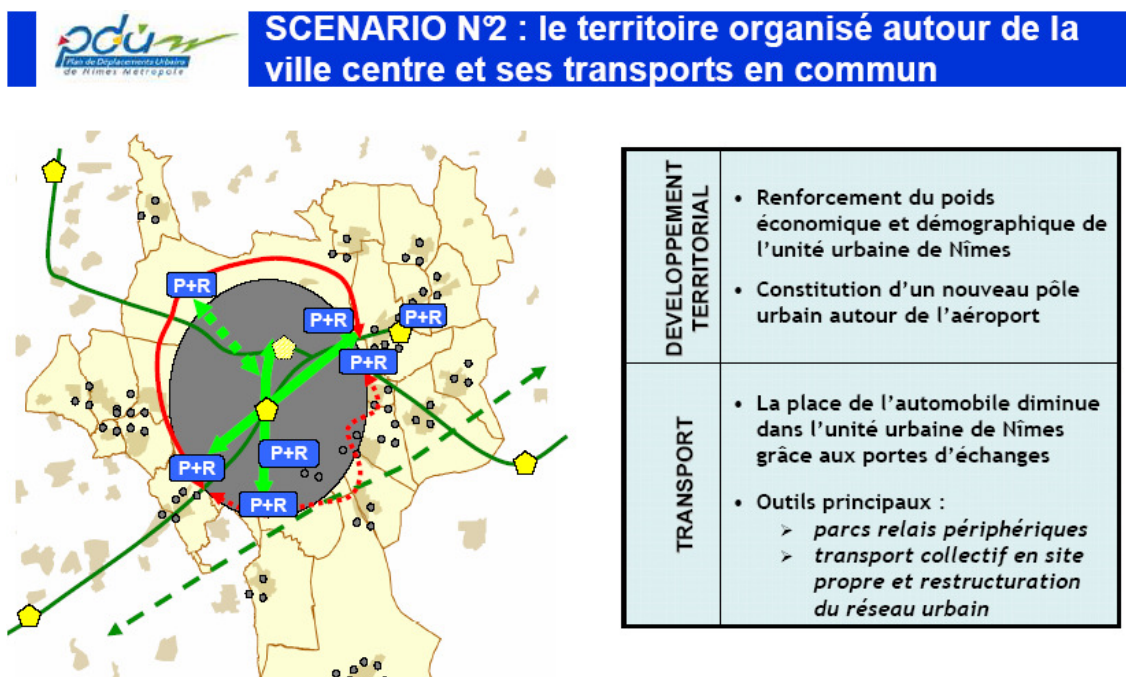 pdu
Plan de Déplacements Urbains
de Nîmes Métropole
SCENARIO N°2 : le territoire organisé autour de la
ville centre et ses transports en commun
P+R
P+R
P+R
P+R
P+R
P+R
P+R
DEVELOPPEMENT
TERRITORIAL
• Renforcement du poids
économique et démographique de
l'unité urbaine de Nîmes
• Constitution d'un nouveau pôle
urbain autour de l'aéroport
TRANSPORT
• La place de l'automobile diminue
dans l'unité urbaine de Nîmes
grâce aux portes d'échanges
• Outils principaux :
➢ parcs relais périphériques
➢ transport collectif en site
propre et restructuration
du réseau urbain